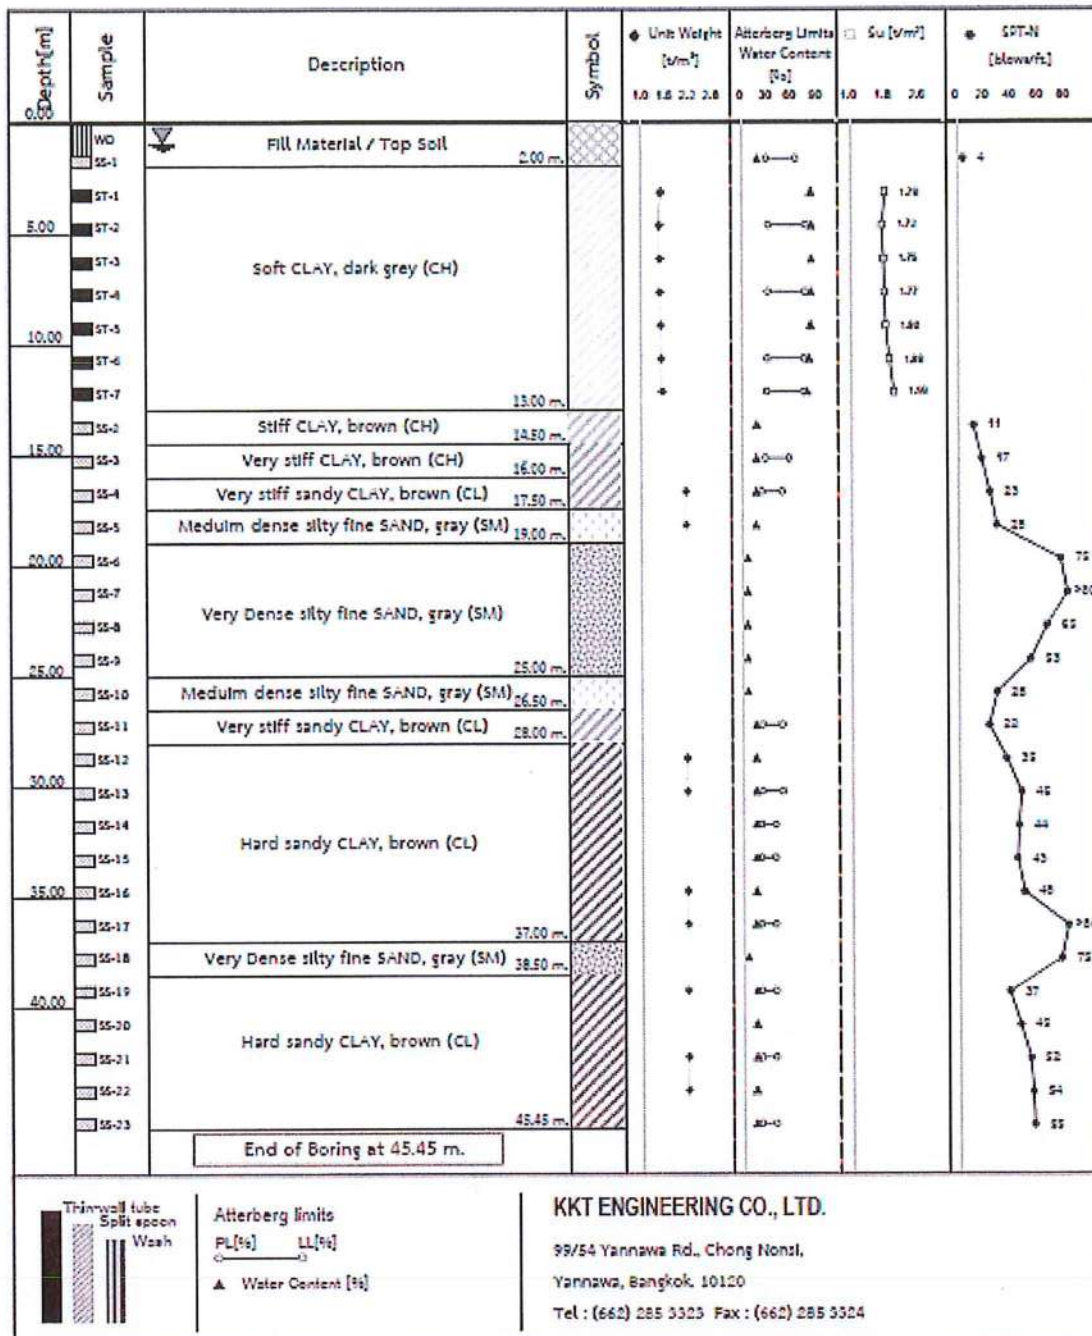 Depth[m]
0.00
Sample
Description
Symbol
Unit Weight
[t/m³]
1.0 1.6 2.2 2.8
Atterberg Limits
Water Content
[%]
0 30 60 90
Su [t/m²]
1.0 1.8 2.6
SPT-N
[blows/ft.]
0 20 40 60 80
WO
SS-1
Fill Material / Top Soil
2.00 m.
4
ST-1
ST-2
ST-3
ST-4
ST-5
ST-6
ST-7
5.00
10.00
Soft CLAY, dark grey (CH)
13.00 m.
SS-2
Stiff CLAY, brown (CH)
14.50 m.
11
15.00
SS-3
Very stiff CLAY, brown (CH)
16.00 m.
17
SS-4
Very stiff sandy CLAY, brown (CL)
17.50 m.
23
SS-5
Meduim dense silty fine SAND, gray (SM)
19.00 m.
20.00
SS-6
SS-7
SS-8
SS-9
Very Dense silty fine SAND, gray (SM)
25.00 m.
75
53
25.00
SS-10
Meduim dense silty fine SAND, gray (SM)
26.50 m.
SS-11
Very stiff sandy CLAY, brown (CL)
28.00 m.
SS-12
SS-13
SS-14
SS-15
SS-16
SS-17
30.00
35.00
Hard sandy CLAY, brown (CL)
37.00 m.
44
43
SS-18
Very Dense silty fine SAND, gray (SM)
38.50 m.
75
SS-19
SS-20
SS-21
SS-22
SS-23
40.00
Hard sandy CLAY, brown (CL)
45.45 m.
37
52
54
55
End of Boring at 45.45 m.
Thin-wall tube
Split spoon
Wash
Atterberg limits
PL[%] LL[%]
Water Content [%]
KKT ENGINEERING CO., LTD.
99/54 Yannawa Rd., Chong Nonsi,
Yannawa, Bangkok, 10120
Tel : (662) 285 3323 Fax : (662) 285 3324